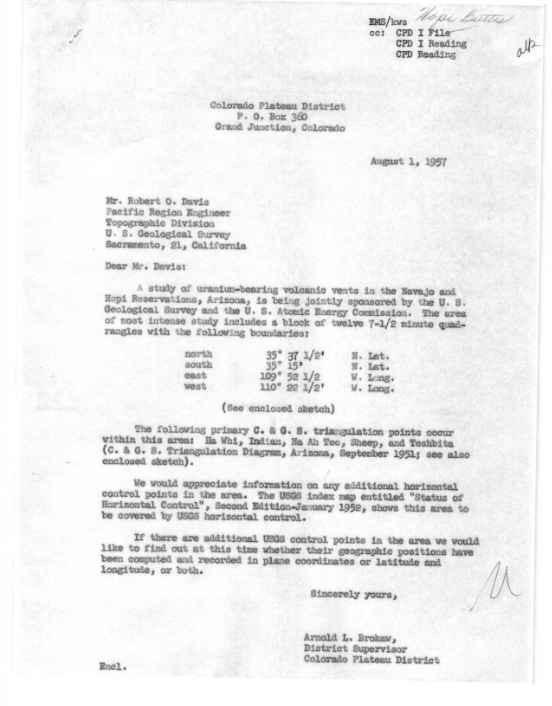 EMS/hws Hopi Buttes
cc: CPD I File
CPD I Reading
CPD Reading
Colorado Plateau District
P. O. Box 360
Grand Junction, Colorado
August 1, 1957
Mr. Robert O. Davis
Pacific Region Engineer
Topographic Division
U. S. Geological Survey
Sacramento, 21, California
Dear Mr. Davis:
A study of uranium-bearing volcanic vents in the Navajo and
Hopi Reservations, Arizona, is being jointly sponsored by the U. S.
Geological Survey and the U. S. Atomic Energy Commission. The area
of most intense study includes a block of twelve 7-1/2 minute quad-
rangles with the following boundaries:
north 35° 37 1/2' N. Lat.
south 35° 15' N. Lat.
east 109° 52 1/2 W. Long.
west 110° 22 1/2' W. Long.
(See enclosed sketch)
The following primary C. & G. S. triangulation points occur
within this area: Na Whi, Indian, Na Ah Tee, Sheep, and Teshbita
(C. & G. S. Triangulation Diagram, Arizona, September 1951; see also
enclosed sketch).
We would appreciate information on any additional horizontal
control points in the area. The USGS index map entitled "Status of
Horizontal Control", Second Edition-January 1952, shows this area to
be covered by USGS horizontal control.
If there are additional USGS control points in the area we would
like to find out at this time whether their geographic positions have
been computed and recorded in plane coordinates or latitude and
longitude, or both.
Sincerely yours,
Arnold L. Brokaw,
District Supervisor
Colorado Plateau District
Encl.